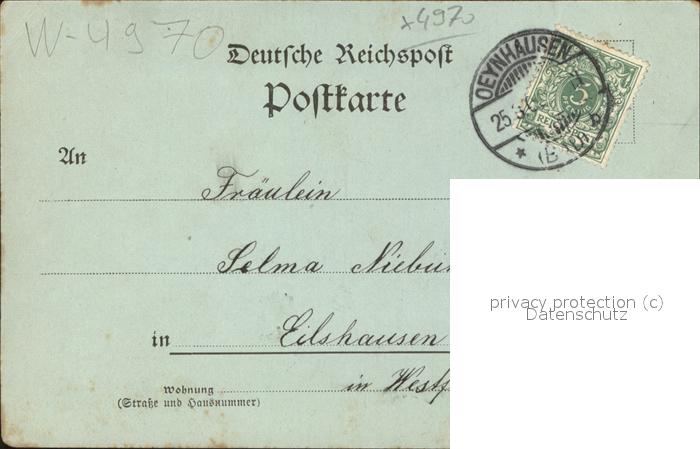 W-4970
x4970
Deutsche Reichspost
Postkarte
OEYNHAUSEN
25.
An
Fräulein
Selma Niebu
in Eilshausen
in Westf
Wohnung
(Straße und Hausnummer)
privacy protection (c)
Datenschutz